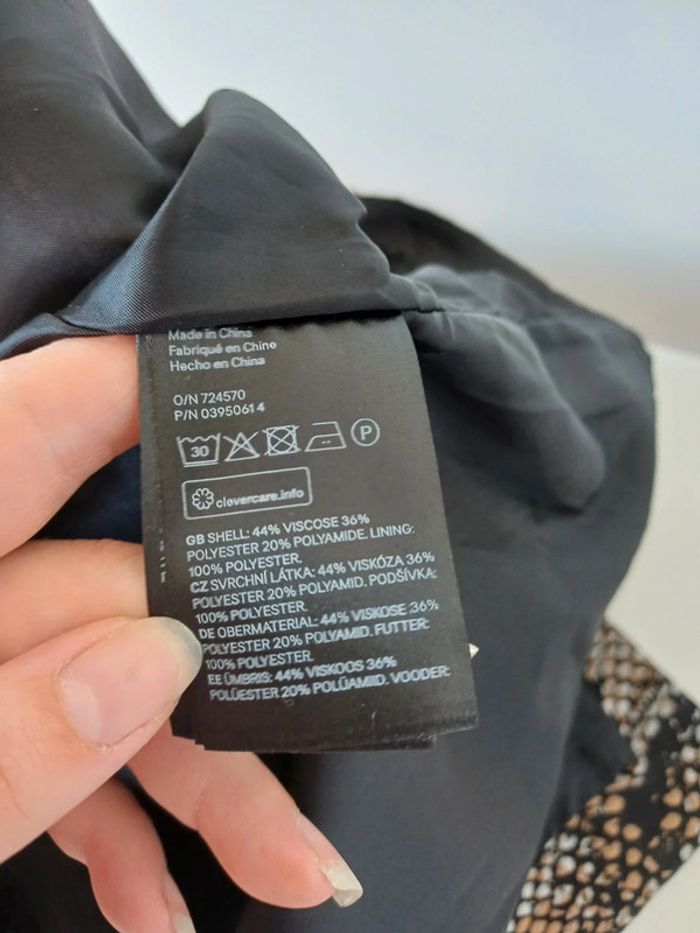 Made in China
Fabriqué en Chine
Hecho en China
O/N 724570
P/N 0395061 4
30
P
clevercare.info
GB SHELL: 44% VISCOSE 36%
POLYESTER 20% POLYAMIDE. LINING:
100% POLYESTER.
CZ SVRCHNÍ LÁTKA: 44% VISKÓZA 36%
POLYESTER 20% POLYAMID. PODŠÍVKA:
100% POLYESTER.
DE OBERMATERIAL: 44% VISKOSE 36%
POLYESTER 20% POLYAMID. FUTTER:
100% POLYESTER.
EE ÜMBRIS: 44% VISKOOS 36%
POLÜESTER 20% POLÜAMIID. VOODER: